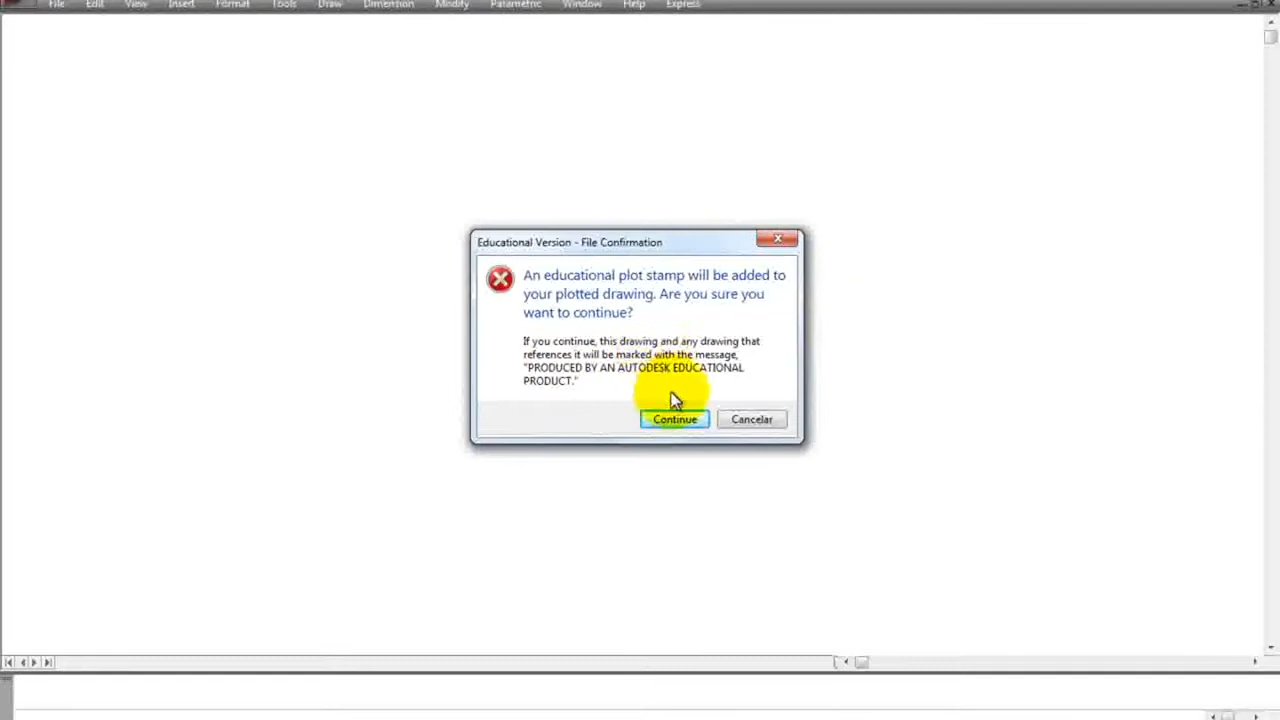 File Edit View Insert Format Tools Draw Dimension Modify Parametric Window Help Express
Educational Version - File Confirmation
An educational plot stamp will be added to
your plotted drawing. Are you sure you
want to continue?
If you continue, this drawing and any drawing that
references it will be marked with the message,
"PRODUCED BY AN AUTODESK EDUCATIONAL
PRODUCT."
Continue Cancelar